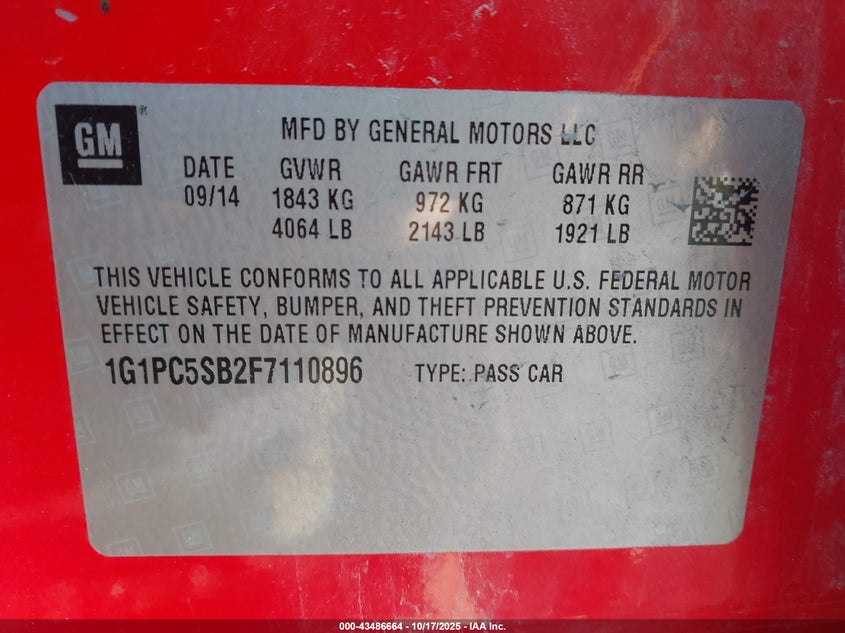 GM®
MFD BY GENERAL MOTORS LLC
DATE GVWR GAWR FRT GAWR RR
09/14 1843 KG 972 KG 871 KG
4064 LB 2143 LB 1921 LB
THIS VEHICLE CONFORMS TO ALL APPLICABLE U.S. FEDERAL MOTOR
VEHICLE SAFETY, BUMPER, AND THEFT PREVENTION STANDARDS IN
EFFECT ON THE DATE OF MANUFACTURE SHOWN ABOVE.
1G1PC5SB2F7110896 TYPE: PASS CAR
000-43486664 - 10/17/2025 - IAA Inc.